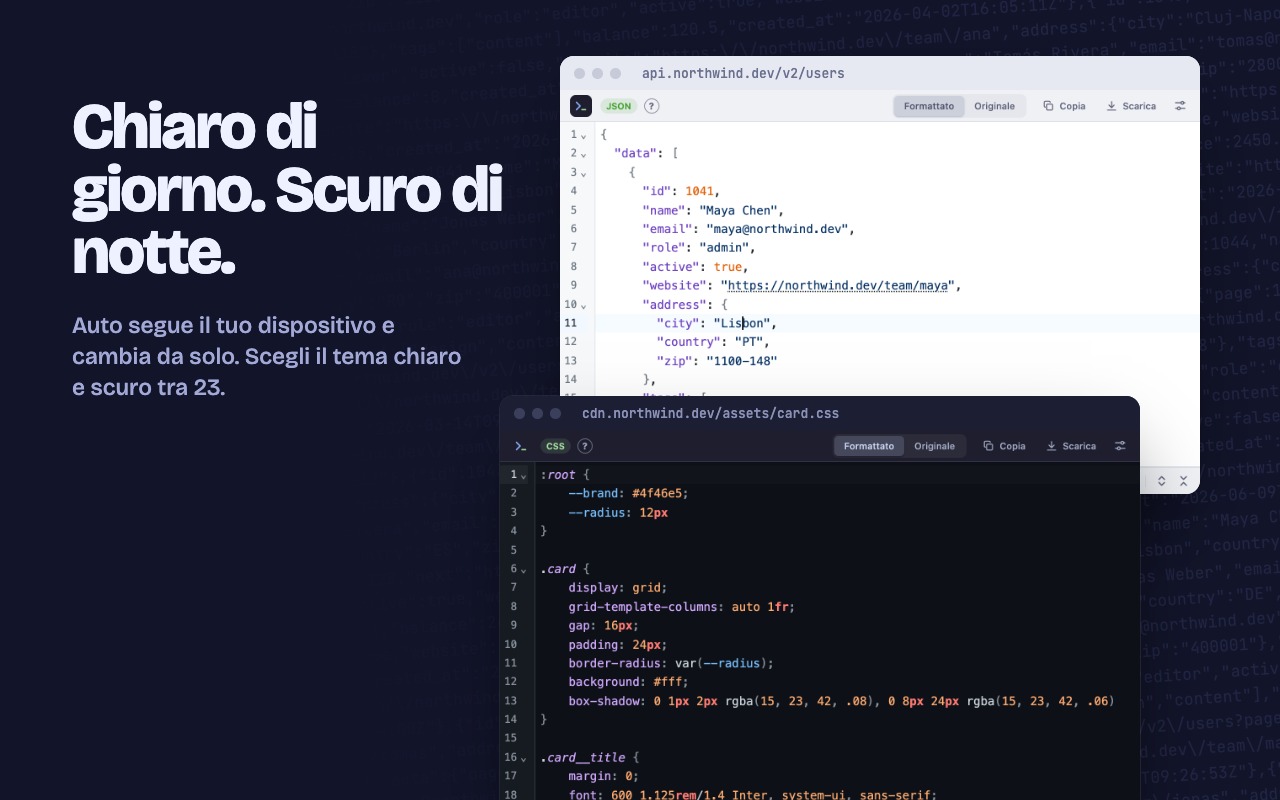 Chiaro di
giorno. Scuro di
notte.
Auto segue il tuo dispositivo e
cambia da solo. Scegli il tema chiaro
e scuro tra 23.
api.northwind.dev/v2/users
JSON ? Formattato Originale Copia Scarica
1 {
2 "data": [
3 {
4 "id": 1041,
5 "name": "Maya Chen",
6 "email": "maya@northwind.dev",
7 "role": "admin",
8 "active": true,
9 "website": "https://northwind.dev/team/maya",
10 "address": {
11 "city": "Lisbon",
12 "country": "PT",
13 "zip": "1100-148"
14 },
cdn.northwind.dev/assets/card.css
CSS ? Formattato Originale Copia Scarica
1 :root {
2 --brand: #4f46e5;
3 --radius: 12px
4 }
5
6 .card {
7 display: grid;
8 grid-template-columns: auto 1fr;
9 gap: 16px;
10 padding: 24px;
11 border-radius: var(--radius);
12 background: #fff;
13 box-shadow: 0 1px 2px rgba(15, 23, 42, .08), 0 8px 24px rgba(15, 23, 42, .06)
14 }
15
16 .card__title {
17 margin: 0;
18 font: 600 1.125rem/1.4 Inter, system-ui, sans-serif;